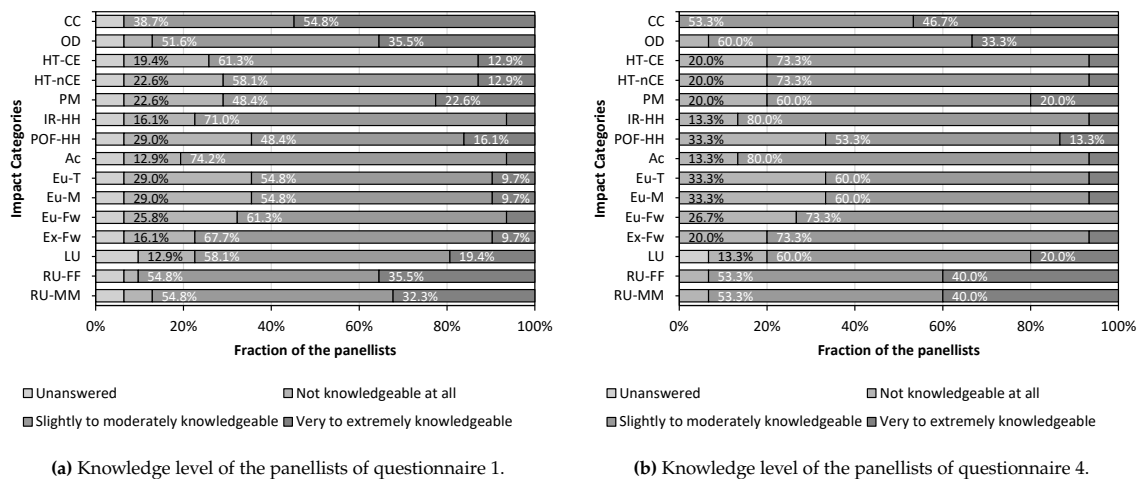 Impact Categories
CC 38.7% 54.8%
OD 51.6% 35.5%
HT-CE 19.4% 61.3% 12.9%
HT-nCE 22.6% 58.1% 12.9%
PM 22.6% 48.4% 22.6%
IR-HH 16.1% 71.0%
POF-HH 29.0% 48.4% 16.1%
Ac 12.9% 74.2%
Eu-T 29.0% 54.8% 9.7%
Eu-M 29.0% 54.8% 9.7%
Eu-Fw 25.8% 61.3%
Ex-Fw 16.1% 67.7% 9.7%
LU 12.9% 58.1% 19.4%
RU-FF 54.8% 35.5%
RU-MM 54.8% 32.3%
0% 20% 40% 60% 80% 100%
Fraction of the panellists
Unanswered Not knowledgeable at all
Slightly to moderately knowledgeable Very to extremely knowledgeable
(a) Knowledge level of the panellists of questionnaire 1.
Impact Categories
CC 53.3% 46.7%
OD 60.0% 33.3%
HT-CE 20.0% 73.3%
HT-nCE 20.0% 73.3%
PM 20.0% 60.0% 20.0%
IR-HH 13.3% 80.0%
POF-HH 33.3% 53.3% 13.3%
Ac 13.3% 80.0%
Eu-T 33.3% 60.0%
Eu-M 33.3% 60.0%
Eu-Fw 26.7% 73.3%
Ex-Fw 20.0% 73.3%
LU 13.3% 60.0% 20.0%
RU-FF 53.3% 40.0%
RU-MM 53.3% 40.0%
0% 20% 40% 60% 80% 100%
Fraction of the panellists
Unanswered Not knowledgeable at all
Slightly to moderately knowledgeable Very to extremely knowledgeable
(b) Knowledge level of the panellists of questionnaire 4.